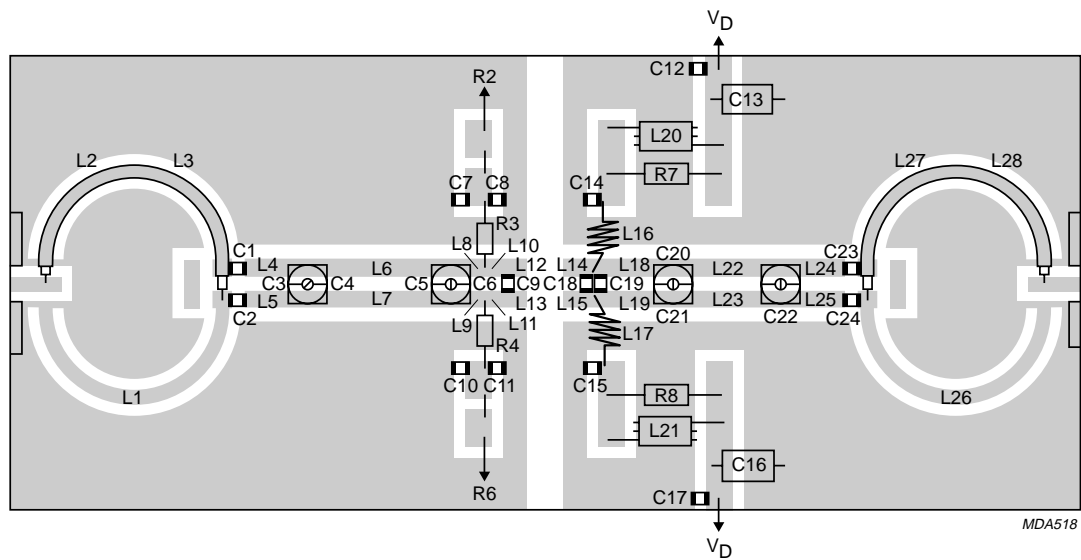 VD
C12
R2
C13
L20
L2 L3
L27 L28
R7
C7 C8
C14
R3
L16
L8 L10
C1
C20
C23
L4 L6 L12 L14 L18 L22 L24
C3 C4 C5 C6 C9 C18 C19
L5 L7 L13 L15 L19 L23 L25
C2
C21
C22
C24
L9 L11
L17
R4
C10 C11
C15
L1
R8
L26
L21
C16
R6
C17
MDA518
VD